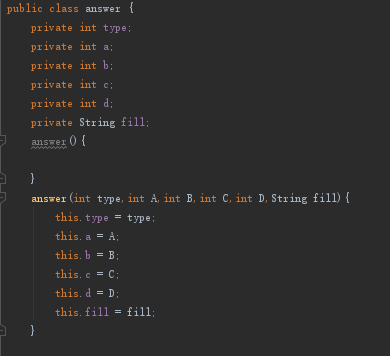 public class answer {
private int type;
private int a;
private int b;
private int c;
private int d;
private String fill;
answer(){
}
answer(int type,int A,int B,int C,int D,String fill){
this.type = type;
this.a = A;
this.b = B;
this.c = C;
this.d = D;
this.fill = fill;
}